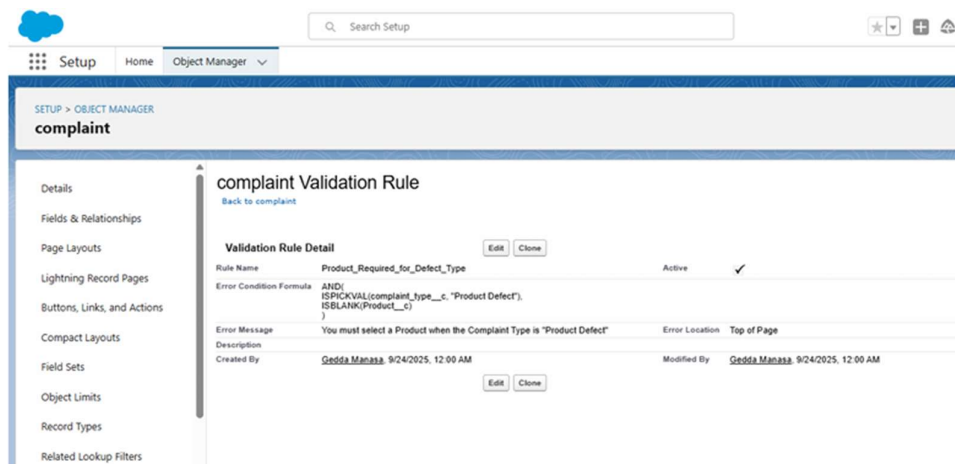 Search Setup
Setup
Home
Object Manager
SETUP > OBJECT MANAGER
complaint
Details
Fields & Relationships
Page Layouts
Lightning Record Pages
Buttons, Links, and Actions
Compact Layouts
Field Sets
Object Limits
Record Types
Related Lookup Filters
complaint Validation Rule
Back to complaint
Validation Rule Detail
Edit
Clone
Rule Name Product_Required_for_Defect_Type Active ✓
Error Condition Formula AND(
ISPICKVAL(complaint_type__c, "Product Defect"),
ISBLANK(Product__c)
)
Error Message You must select a Product when the Complaint Type is "Product Defect" Error Location Top of Page
Description
Created By Gedda Manasa, 9/24/2025, 12:00 AM Modified By Gedda Manasa, 9/24/2025, 12:00 AM
Edit
Clone